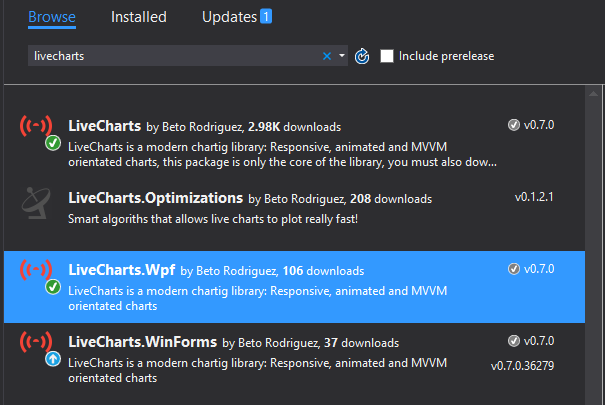 Browse Installed Updates 1
livecharts Include prerelease
LiveCharts by Beto Rodriguez, 2.98K downloads v0.7.0
LiveCharts is a modern chartig library: Responsive, animated and MVVM
orientated charts, this package is only the core of the library, you must also dow...
LiveCharts.Optimizations by Beto Rodriguez, 208 downloads v0.1.2.1
Smart algoriths that allows live charts to plot really fast!
LiveCharts.Wpf by Beto Rodriguez, 106 downloads v0.7.0
LiveCharts is a modern chartig library: Responsive, animated and MVVM
orientated charts
LiveCharts.WinForms by Beto Rodriguez, 37 downloads v0.7.0
LiveCharts is a modern chartig library: Responsive, animated and MVVM v0.7.0.36279
orientated charts